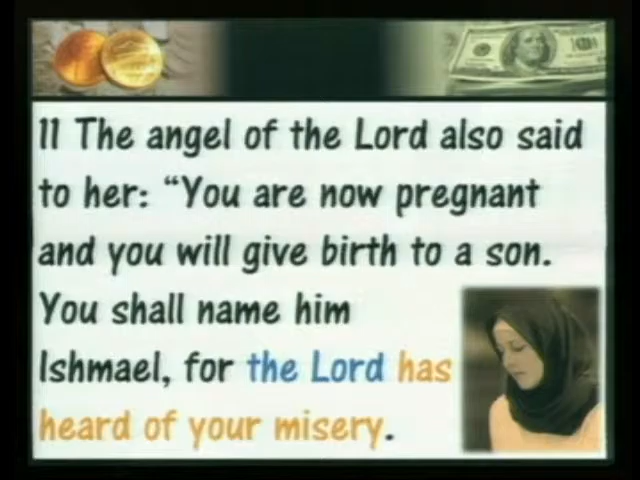 11 The angel of the Lord also said
to her: “You are now pregnant
and you will give birth to a son.
You shall name him
Ishmael, for the Lord has
heard of your misery.